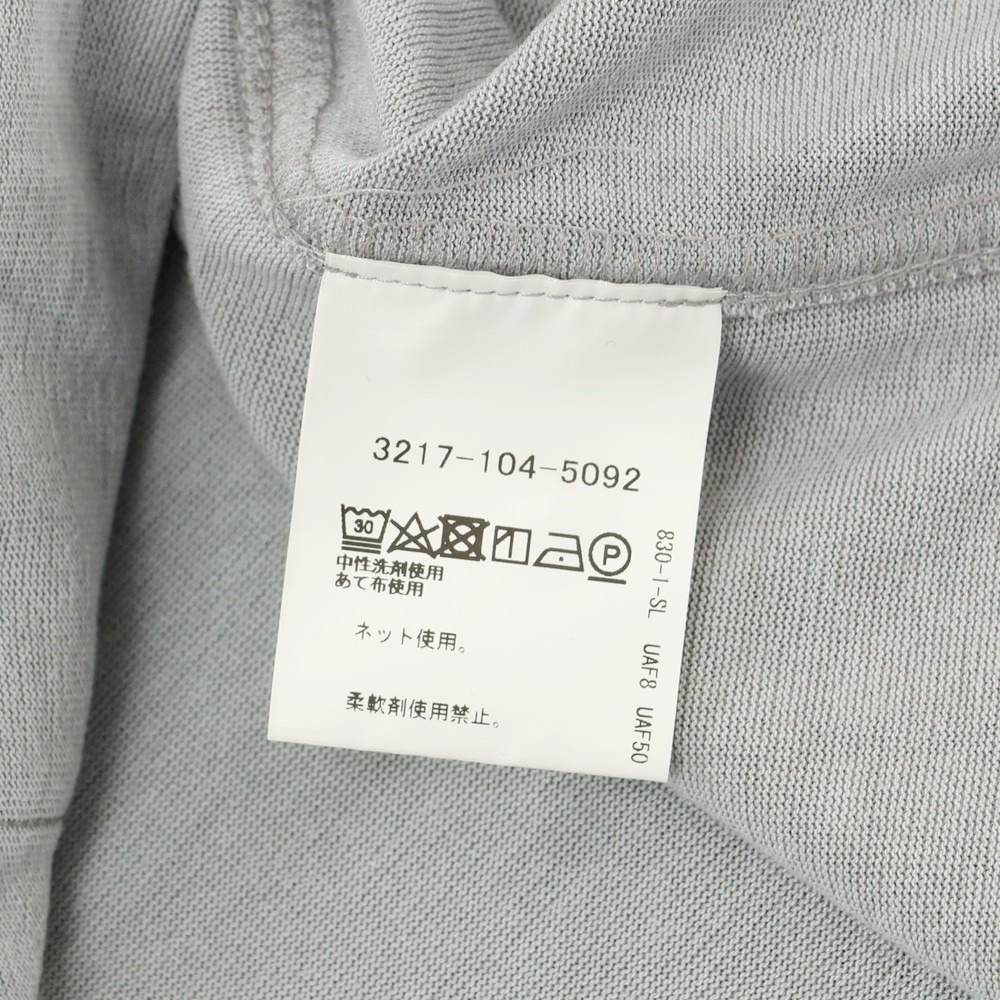 3217-104-5092
30
P
中性洗剤使用
あて布使用
ネット使用。
柔軟剤使用禁止。
830-1-SL UAF8 UAF50